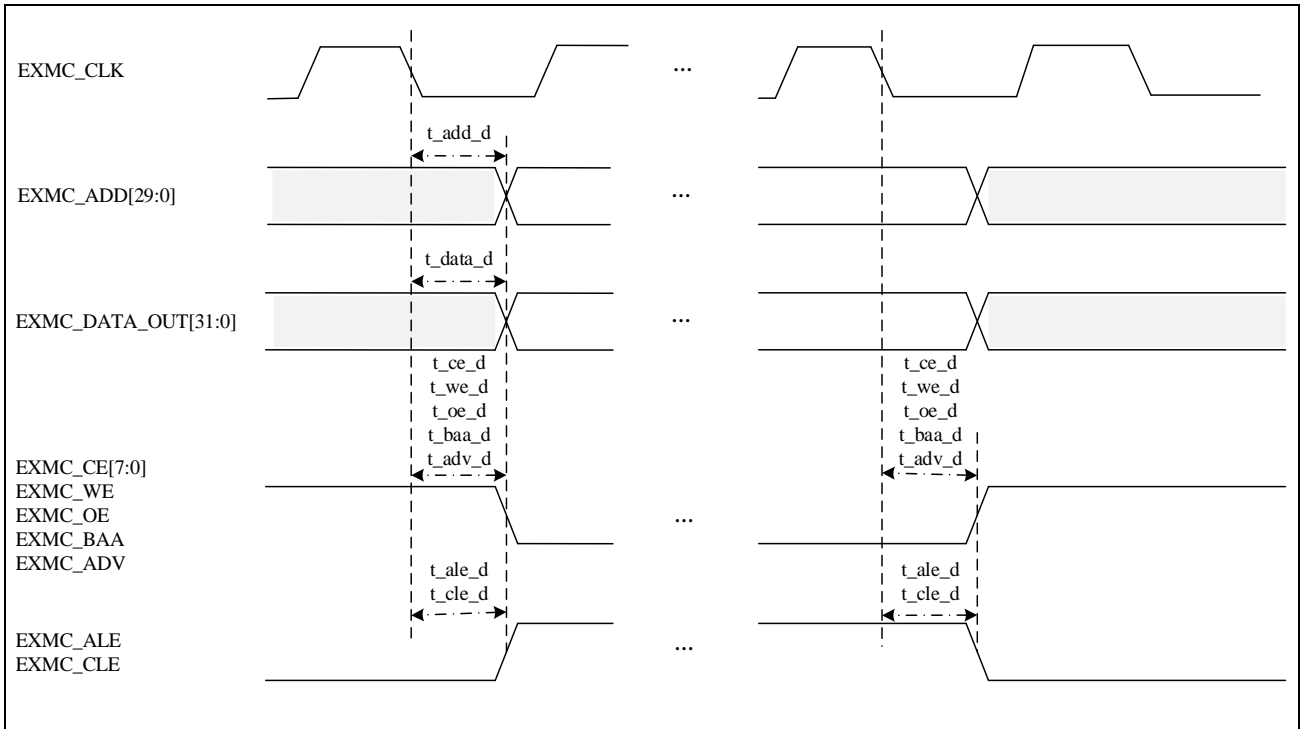 EXMC_CLK
...
t_add_d
EXMC_ADD[29:0]
...
t_data_d
EXMC_DATA_OUT[31:0]
...
t_ce_d
t_we_d
t_oe_d
t_baa_d
t_adv_d
t_ce_d
t_we_d
t_oe_d
t_baa_d
t_adv_d
EXMC_CE[7:0]
EXMC_WE
EXMC_OE
EXMC_BAA
EXMC_ADV
...
t_ale_d
t_cle_d
t_ale_d
t_cle_d
EXMC_ALE
EXMC_CLE
...